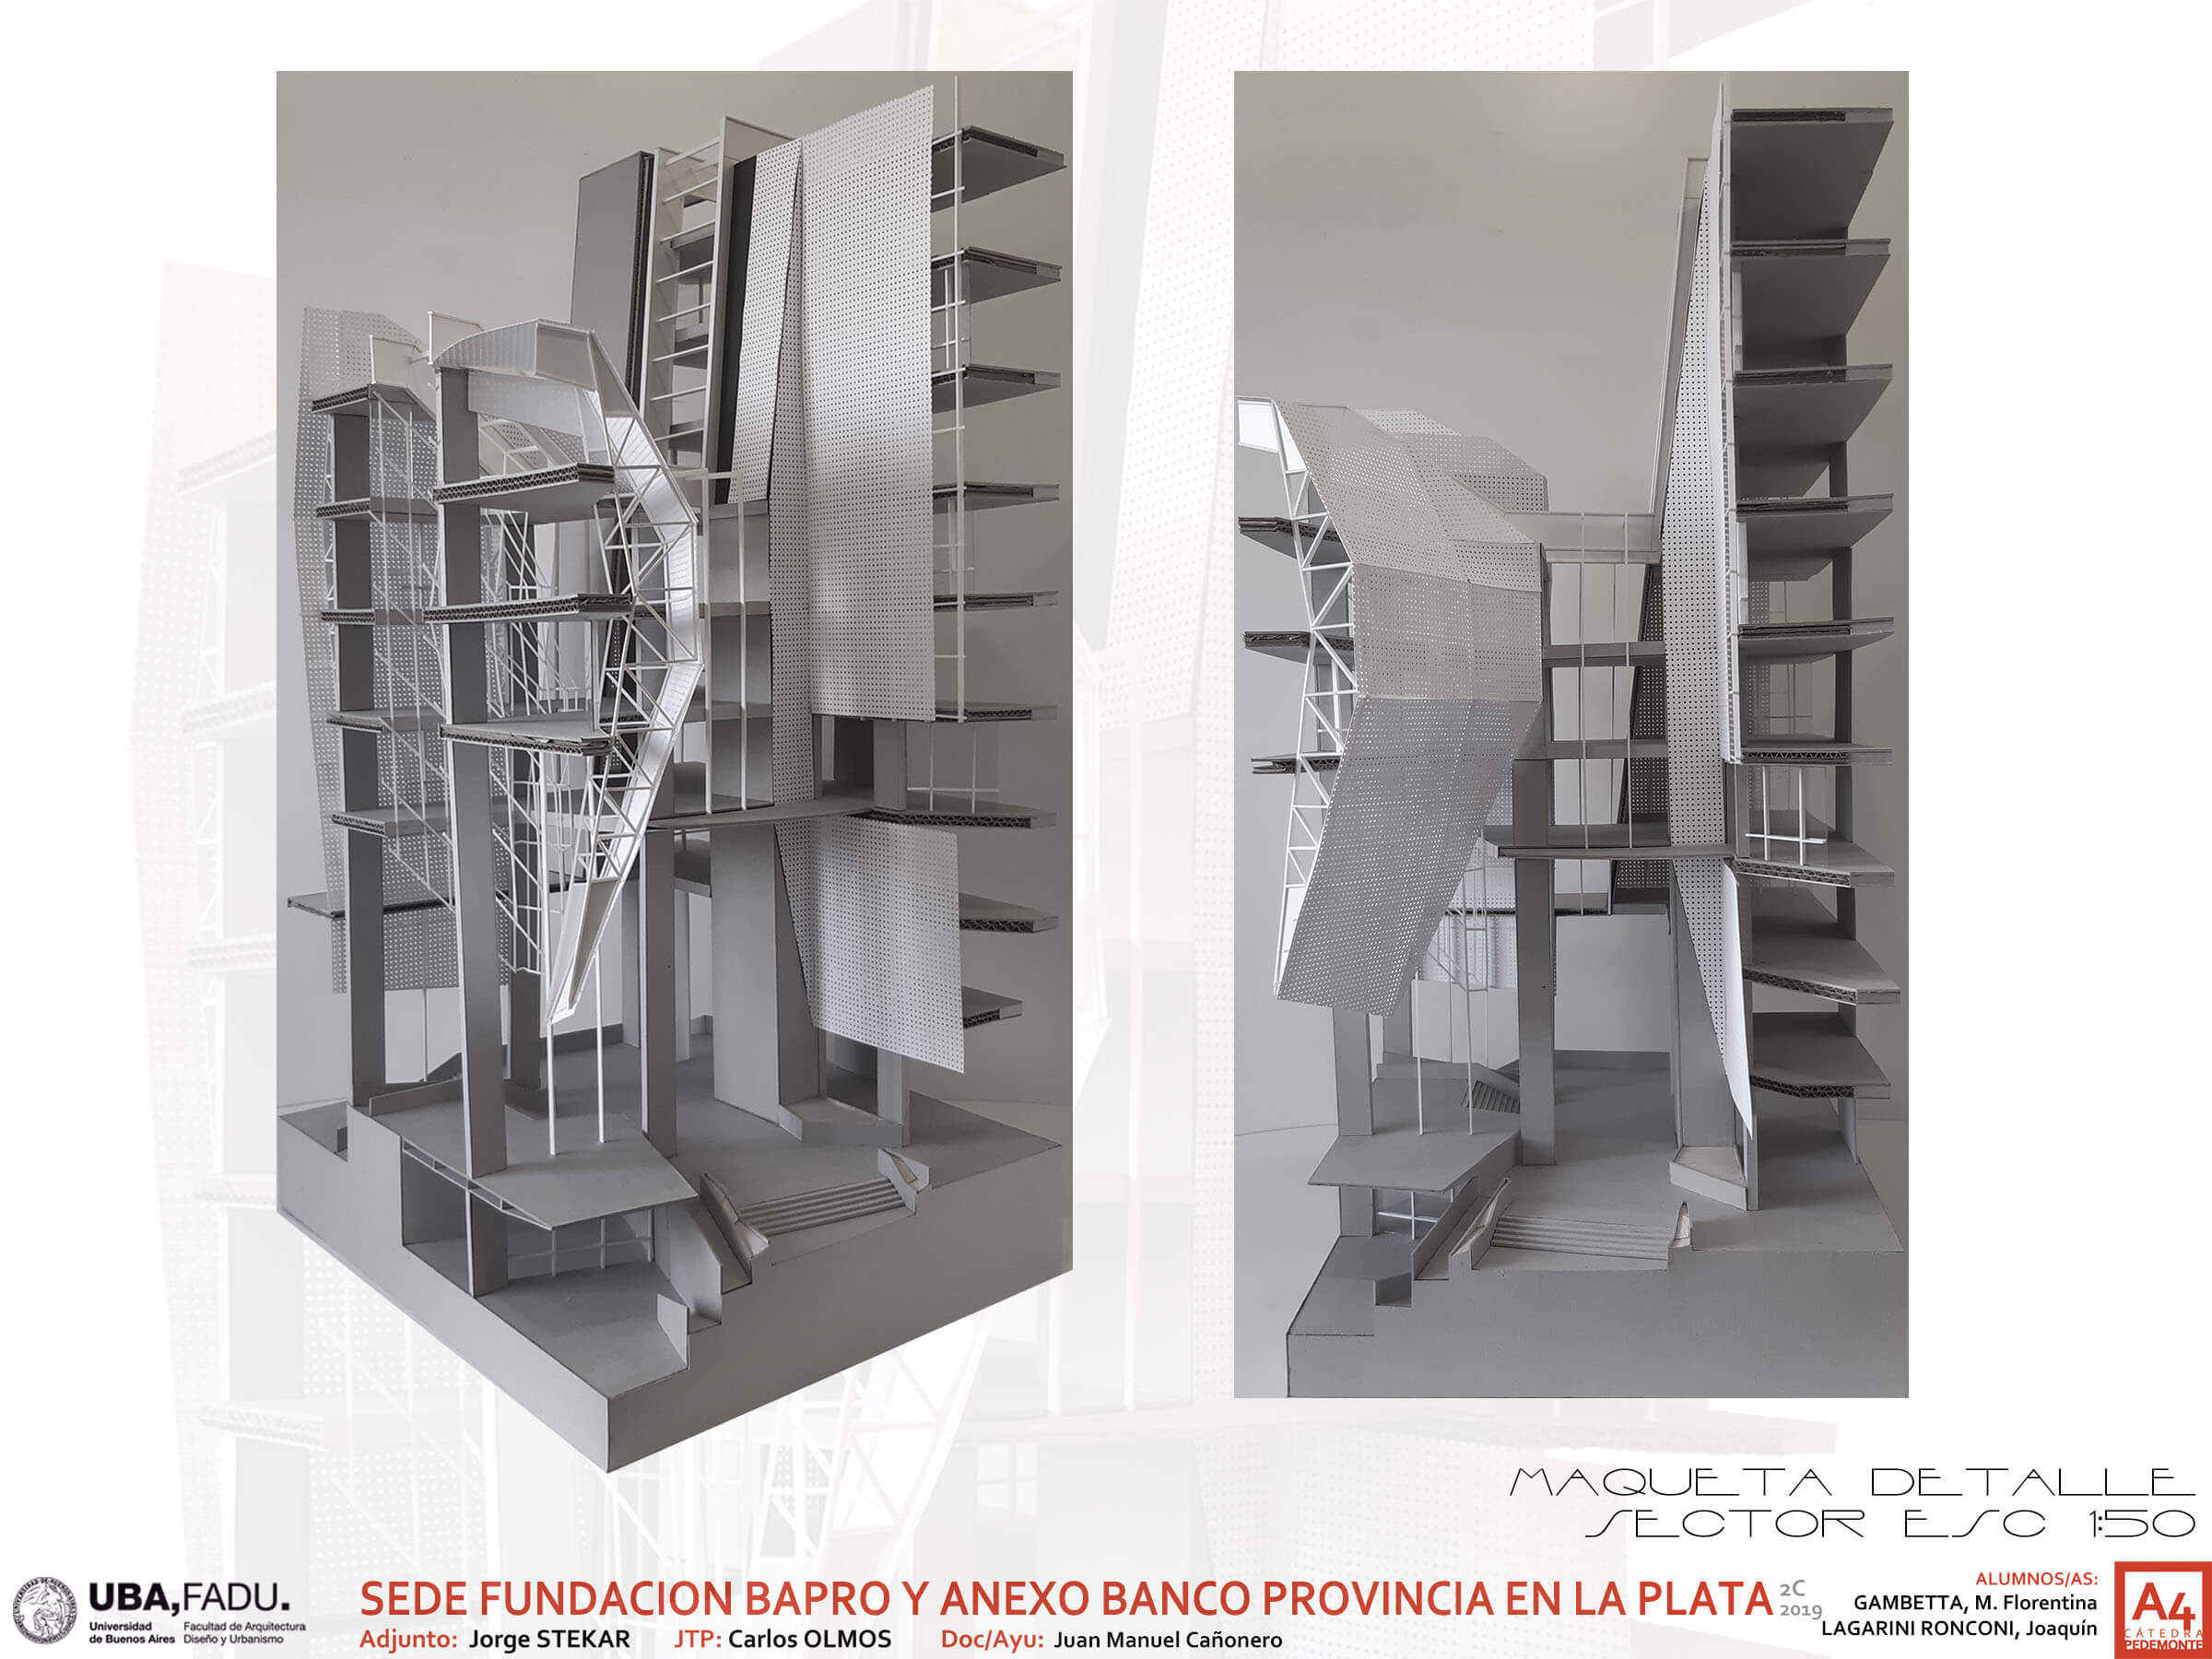 MAQUETA DETALLE
SECTOR ESC 1:50
UBA, FADU.
Universidad de Buenos Aires
Facultad de Arquitectura Diseño y Urbanismo
SEDE FUNDACION BAPRO Y ANEXO BANCO PROVINCIA EN LA PLATA 2C 2019
Adjunto: Jorge STEKAR JTP: Carlos OLMOS Doc/Ayu: Juan Manuel Cañonero
ALUMNOS/AS:
GAMBETTA, M. Florentina
LAGARINI RONCONI, Joaquín
A4
CÁTEDRA
PEDEMONTE